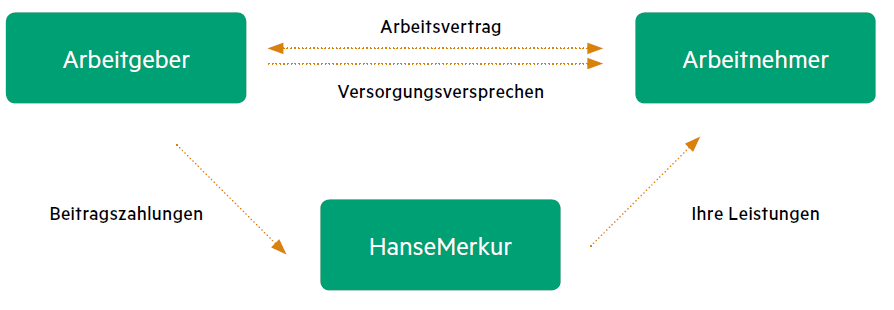 Arbeitsvertrag
Arbeitgeber
Arbeitnehmer
Versorgungsversprechen
Beitragszahlungen
Ihre Leistungen
HanseMerkur